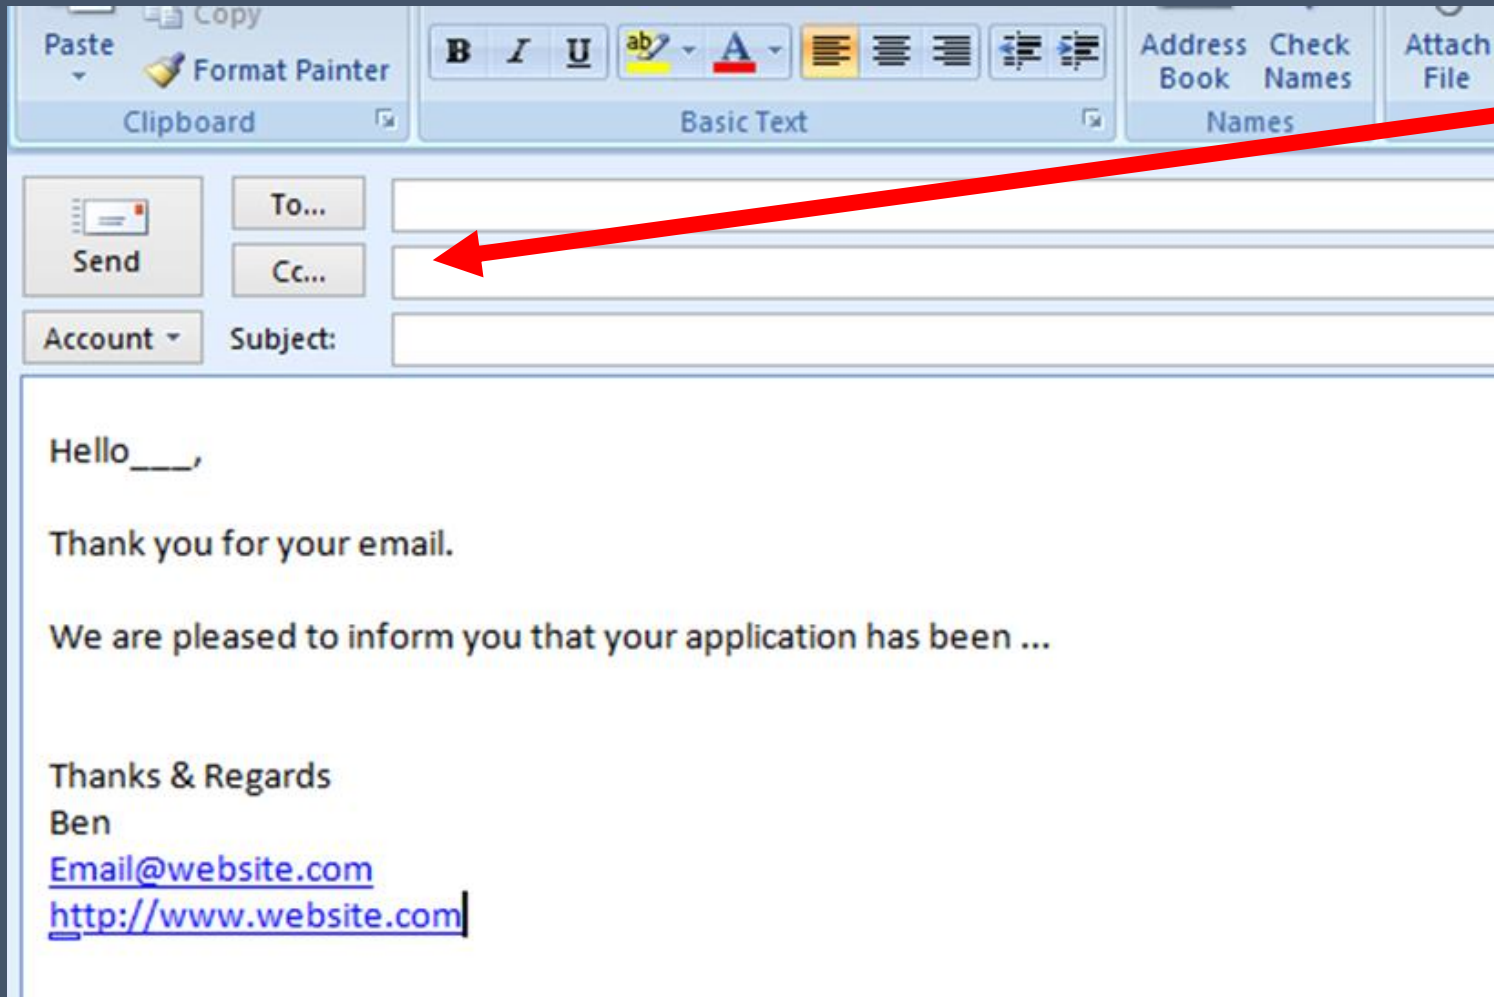 Copy
Paste
Format Painter
Clipboard
B I U ab A
Basic Text
Address Book
Check Names
Names
Attach File
Send
To...
Cc...
Account
Subject:
Hello___,
Thank you for your email.
We are pleased to inform you that your application has been ...
Thanks & Regards
Ben
Email@website.com
http://www.website.com